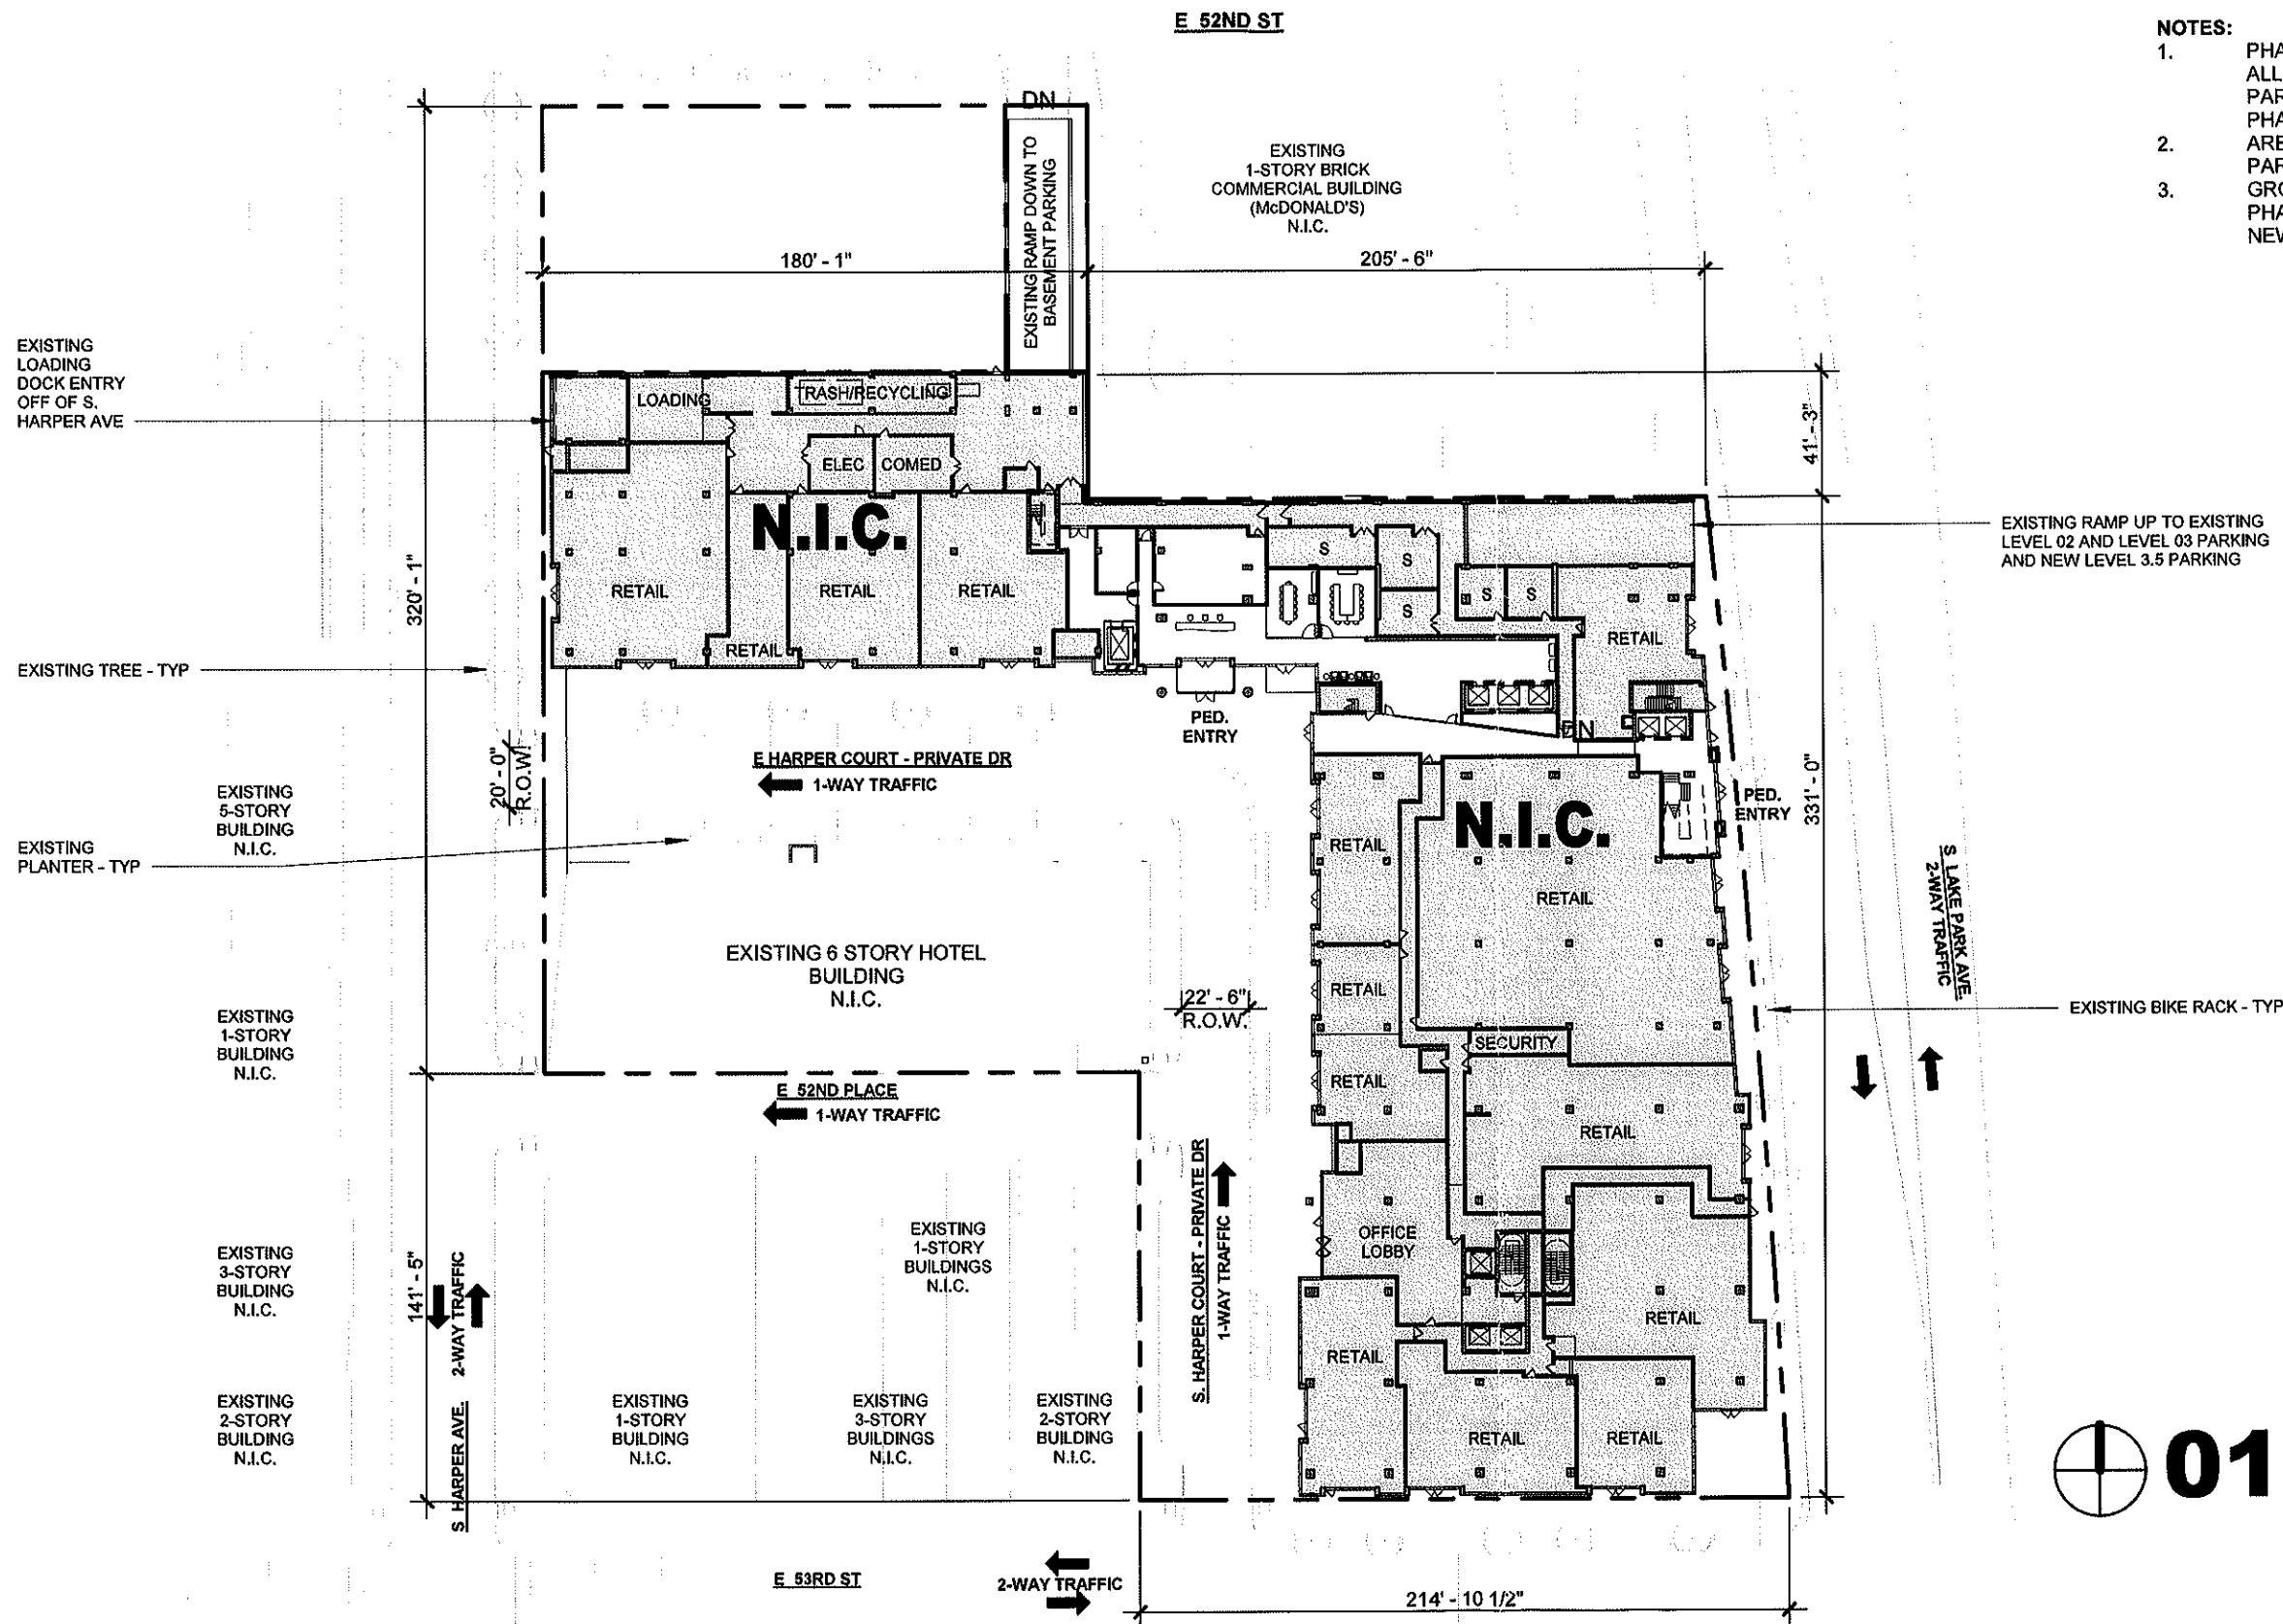 E 52ND ST
NOTES:
1. PHA
ALL
PAR
PHA
2. ARE
PAR
3. GRO
PHA
NEW
DN
EXISTING RAMP DOWN TO
BASEMENT PARKING
EXISTING
1-STORY BRICK
COMMERCIAL BUILDING
(McDONALD'S)
N.I.C.
180' - 1"
205' - 6"
EXISTING
LOADING
DOCK ENTRY
OFF OF S.
HARPER AVE
LOADING
TRASH/RECYCLING
ELEC
COMED
41' - 3"
N.I.C.
RETAIL
RETAIL
RETAIL
RETAIL
S
S
S
S
S
RETAIL
EXISTING RAMP UP TO EXISTING
LEVEL 02 AND LEVEL 03 PARKING
AND NEW LEVEL 3.5 PARKING
320' - 1"
EXISTING TREE - TYP
PED.
ENTRY
DN
20' - 0"
R.O.W.
E HARPER COURT - PRIVATE DR
1-WAY TRAFFIC
EXISTING
5-STORY
BUILDING
N.I.C.
EXISTING
PLANTER - TYP
RETAIL
N.I.C.
RETAIL
PED.
ENTRY
331' - 0"
S LAKE PARK AVE.
2-WAY TRAFFIC
EXISTING 6 STORY HOTEL
BUILDING
N.I.C.
22' - 6"
R.O.W.
RETAIL
EXISTING BIKE RACK - TYP
EXISTING
1-STORY
BUILDING
N.I.C.
SECURITY
RETAIL
E 52ND PLACE
1-WAY TRAFFIC
RETAIL
S. HARPER COURT - PRIVATE DR
1-WAY TRAFFIC
EXISTING
1-STORY
BUILDINGS
N.I.C.
OFFICE
LOBBY
EXISTING
3-STORY
BUILDING
N.I.C.
141' - 5"
2-WAY TRAFFIC
S HARPER AVE.
RETAIL
RETAIL
EXISTING
2-STORY
BUILDING
N.I.C.
EXISTING
1-STORY
BUILDING
N.I.C.
EXISTING
3-STORY
BUILDINGS
N.I.C.
EXISTING
2-STORY
BUILDING
N.I.C.
RETAIL
RETAIL
01
E 53RD ST
2-WAY TRAFFIC
214' - 10 1/2"